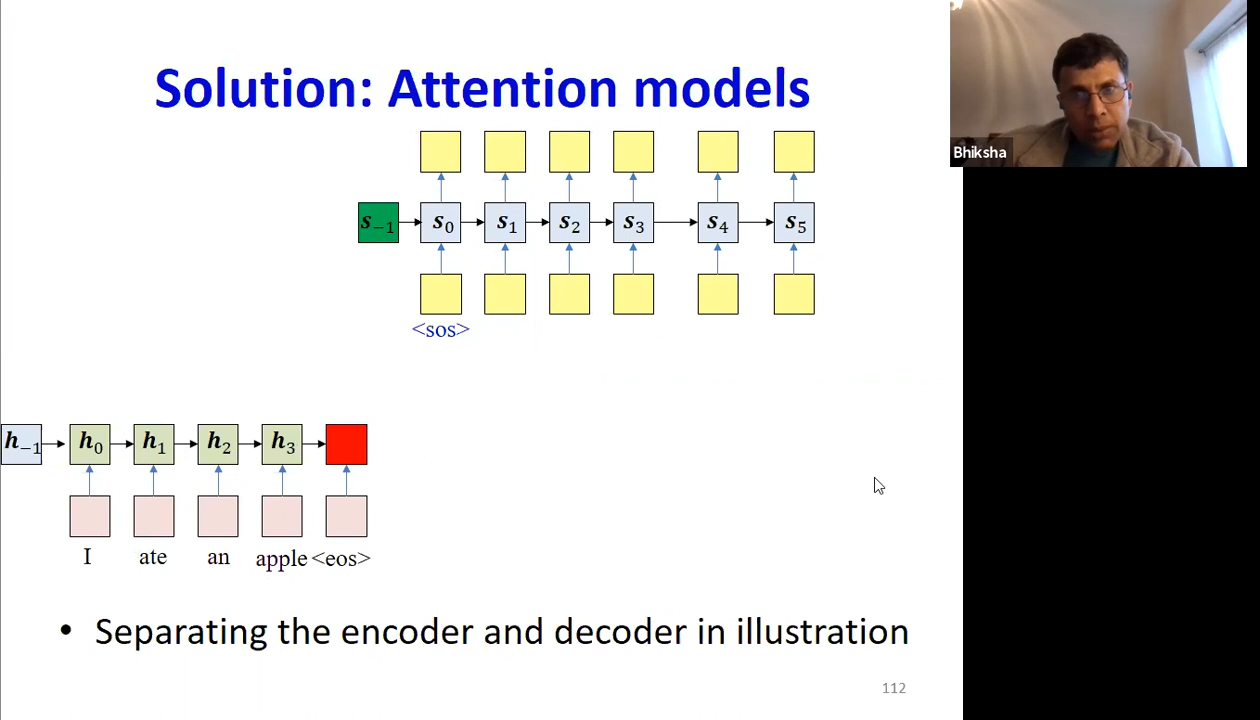 Solution: Attention models
Bhiksha
s₋₁ s₀ s₁ s₂ s₃ s₄ s₅
<sos>
h₋₁ h₀ h₁ h₂ h₃
I ate an apple <eos>
• Separating the encoder and decoder in illustration
112